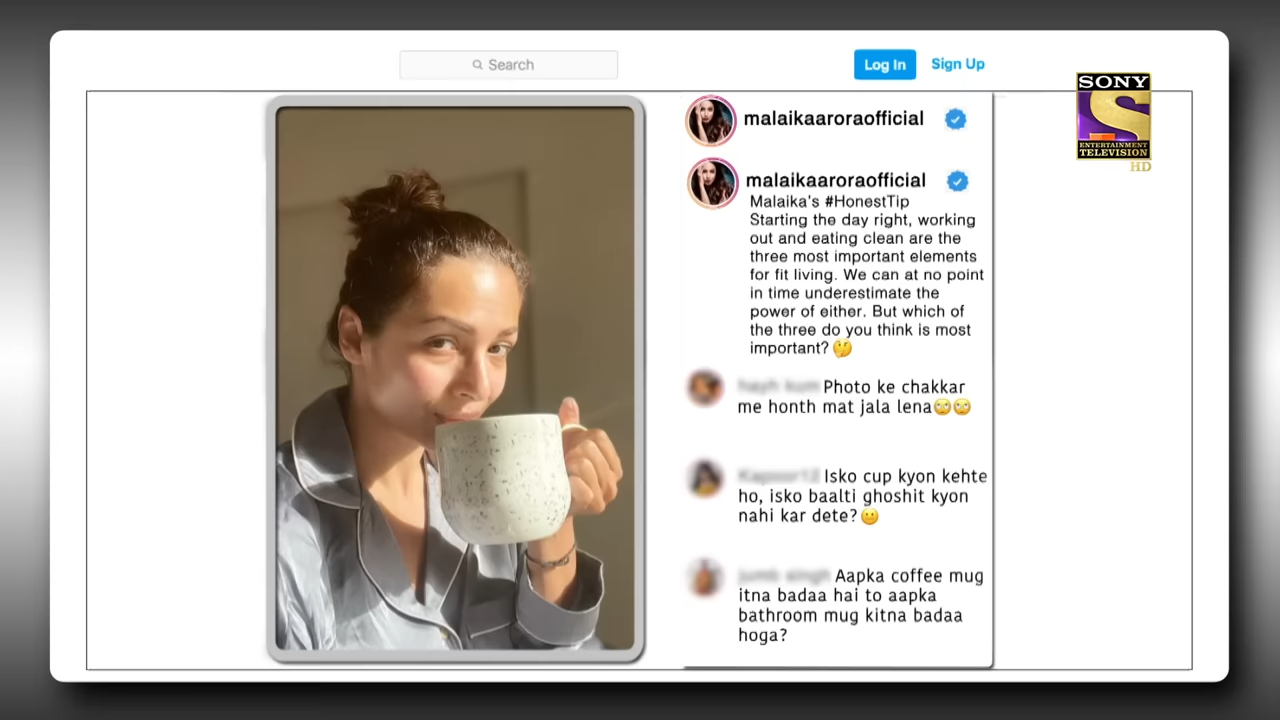 Search
Log In
Sign Up
SONY
ENTERTAINMENT
TELEVISION
HD
malaikaaroraofficial
malaikaaroraofficial
Malaika's #HonestTip
Starting the day right, working
out and eating clean are the
three most important elements
for fit living. We can at no point
in time underestimate the
power of either. But which of
the three do you think is most
important? 🤔
Photo ke chakkar
me honth mat jala lena🙄🙄
Isko cup kyon kehte
ho, isko baalti ghoshit kyon
nahi kar dete?🙂
Aapka coffee mug
itna badaa hai to aapka
bathroom mug kitna badaa
hoga?